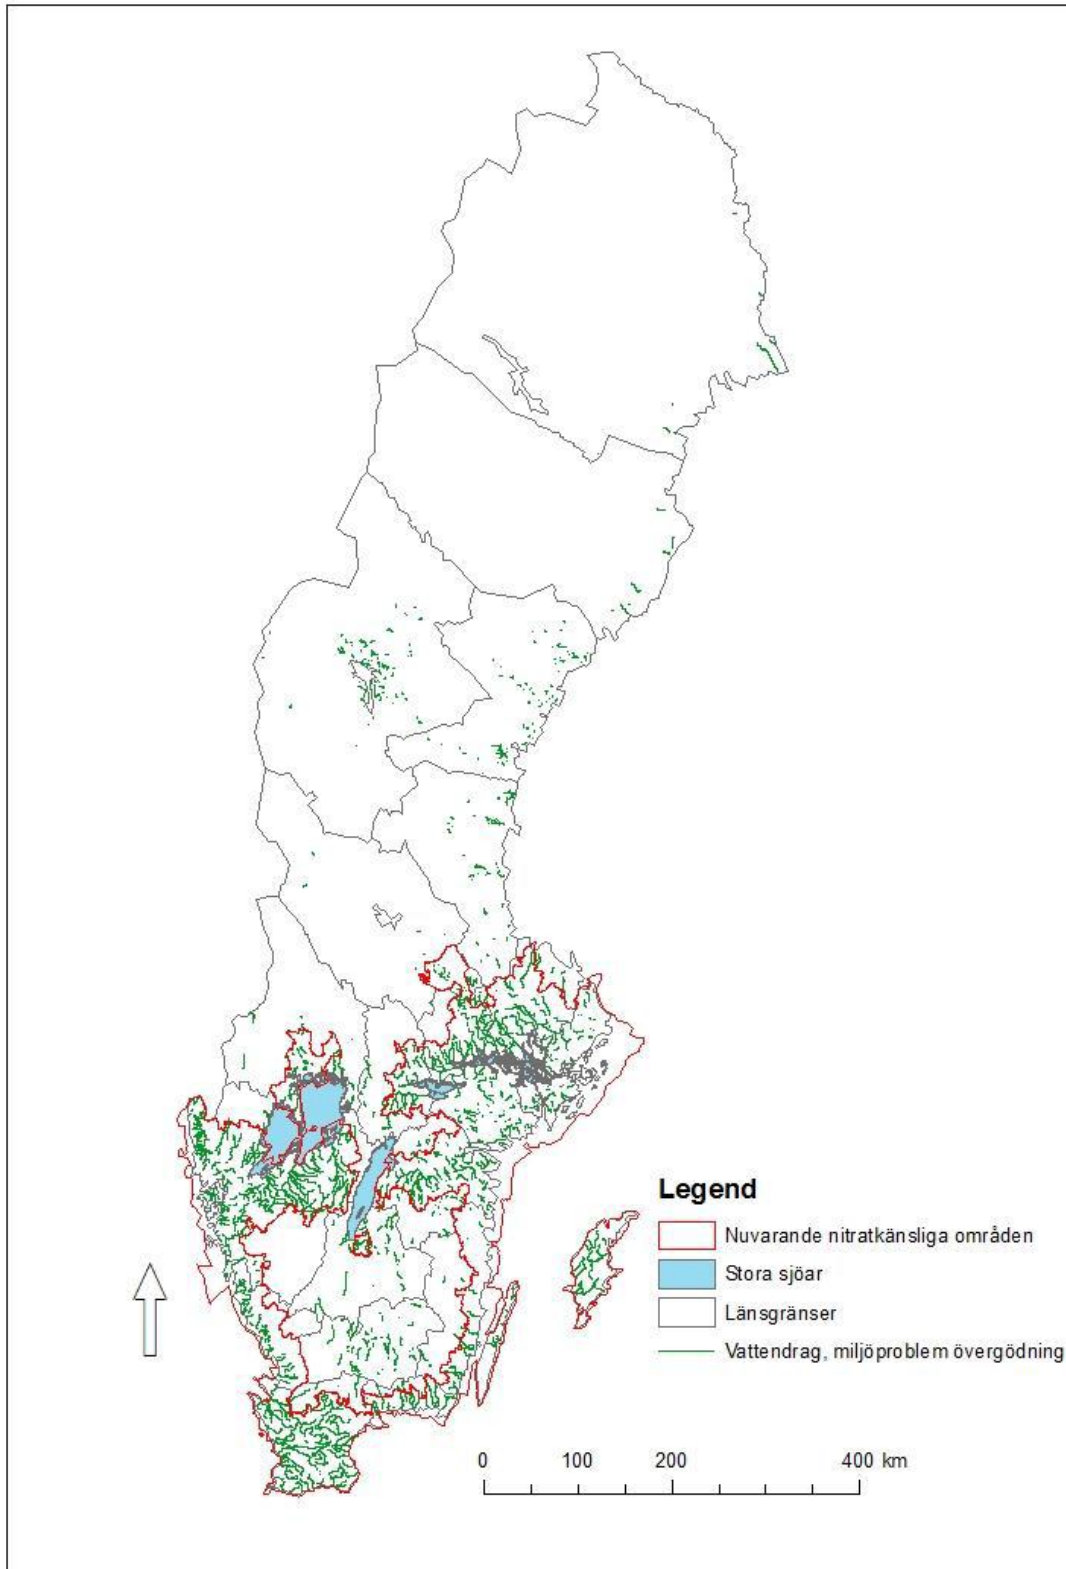 Legend
Nuvarande nitratkänsliga områden
Stora sjöar
Länsgränser
Vattendrag, miljöproblem övergödning
0 100 200 400 km